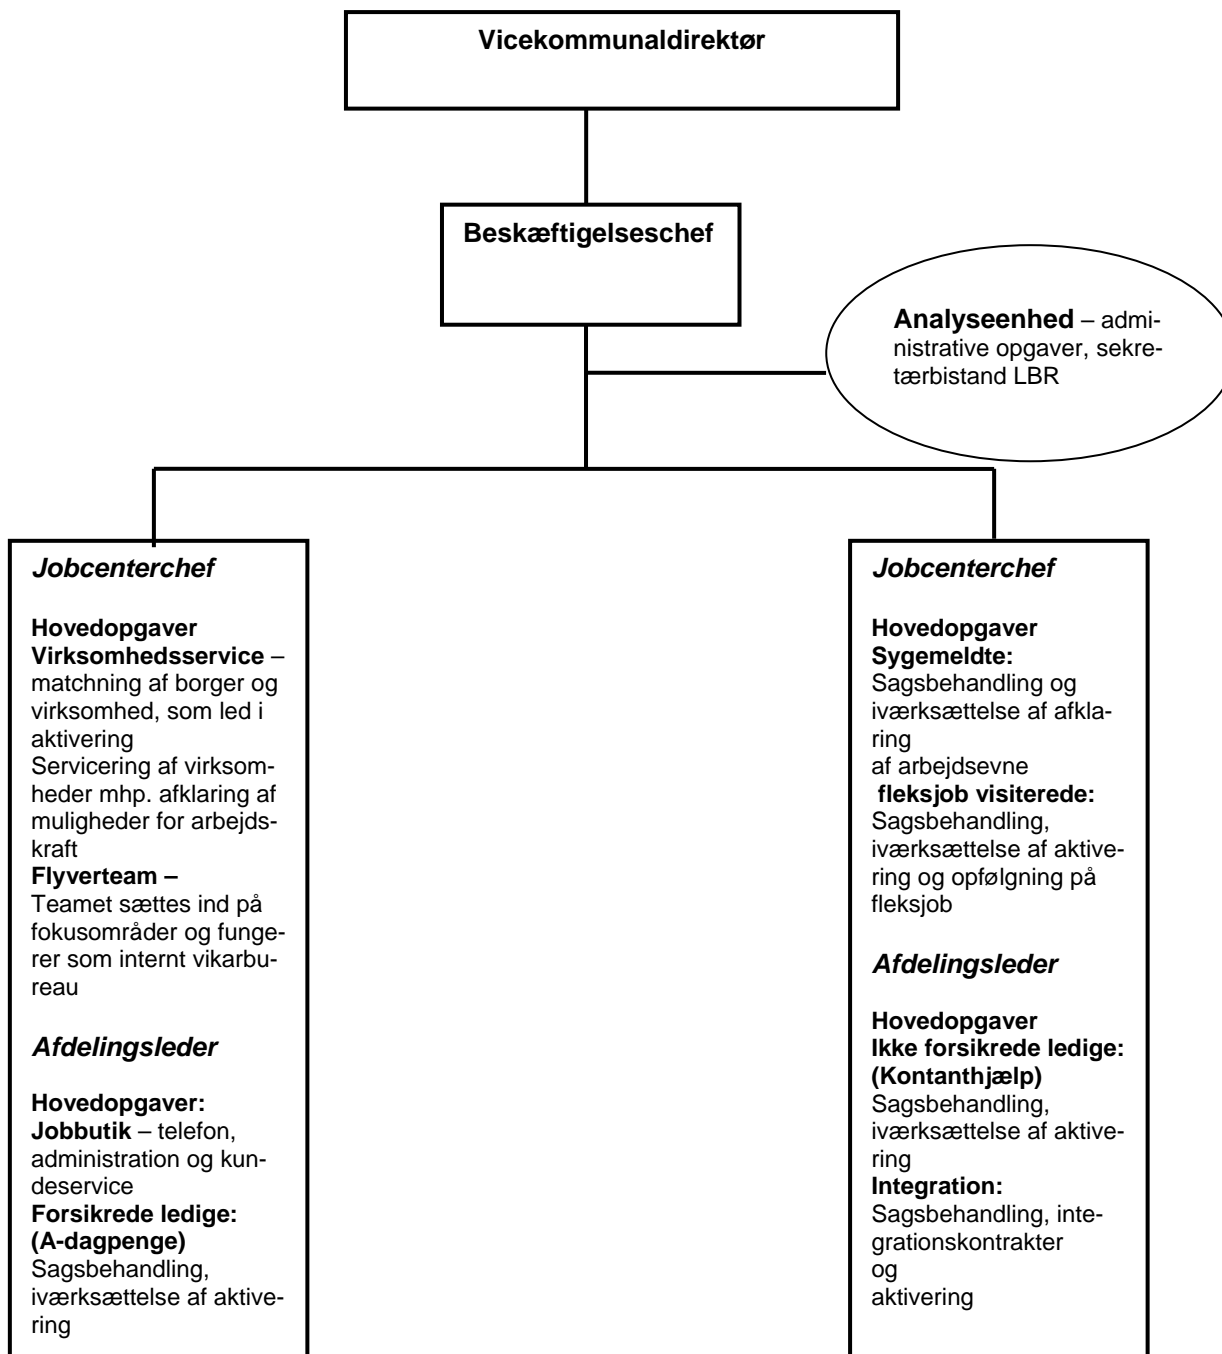 Vicekommunaldirektør
Beskæftigelseschef
Analyseenhed – admi-
nistrative opgaver, sekre-
tærbistand LBR
Jobcenterchef
Hovedopgaver
Virksomhedsservice –
matchning af borger og
virksomhed, som led i
aktivering
Servicering af virksom-
heder mhp. afklaring af
muligheder for arbejds-
kraft
Flyverteam –
Teamet sættes ind på
fokusområder og funge-
rer som internt vikarbu-
reau
Afdelingsleder
Hovedopgaver:
Jobbutik – telefon,
administration og kun-
deservice
Forsikrede ledige:
(A-dagpenge)
Sagsbehandling,
iværksættelse af aktive-
ring
Jobcenterchef
Hovedopgaver
Sygemeldte:
Sagsbehandling og
iværksættelse af afkla-
ring
af arbejdsevne
fleksjob visiterede:
Sagsbehandling,
iværksættelse af aktive-
ring og opfølgning på
fleksjob
Afdelingsleder
Hovedopgaver
Ikke forsikrede ledige:
(Kontanthjælp)
Sagsbehandling,
iværksættelse af aktive-
ring
Integration:
Sagsbehandling, inte-
grationskontrakter
og
aktivering